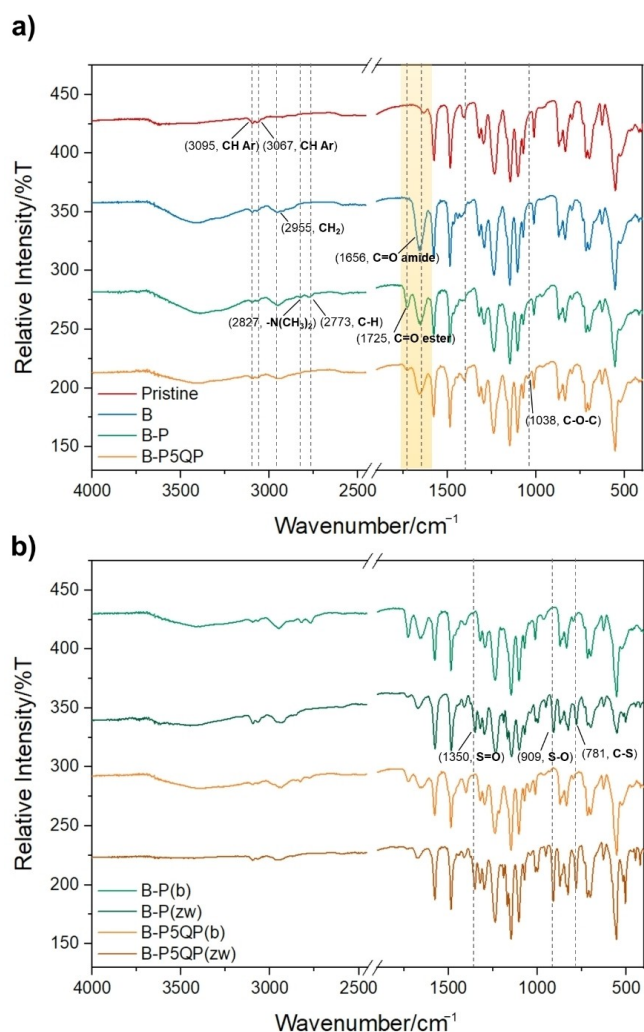 a)
Relative Intensity/%T
450
400
350
300
250
200
150
(3095, CH Ar)
(3067, CH Ar)
(2955, CH₂)
(1656, C=O amide)
(2827, -N(CH₃)₂)
(2773, C-H)
(1725, C=O ester)
(1038, C-O-C)
Pristine
B
B-P
B-P5QP
4000 3500 3000 2500 1500 1000 500
Wavenumber/cm⁻¹
b)
Relative Intensity/%T
450
400
350
300
250
200
150
(1350, S=O)
(909, S-O)
(781, C-S)
B-P(b)
B-P(zw)
B-P5QP(b)
B-P5QP(zw)
4000 3500 3000 2500 1500 1000 500
Wavenumber/cm⁻¹